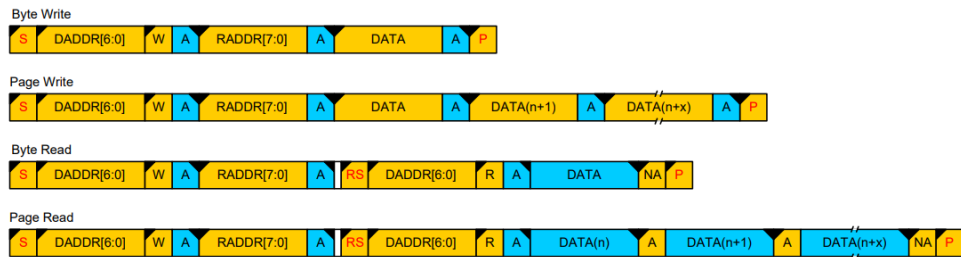 Byte Write
S DADDR[6:0] W A RADDR[7:0] A DATA A P
Page Write
S DADDR[6:0] W A RADDR[7:0] A DATA A DATA(n+1) A DATA(n+x) A P
Byte Read
S DADDR[6:0] W A RADDR[7:0] A RS DADDR[6:0] R A DATA NA P
Page Read
S DADDR[6:0] W A RADDR[7:0] A RS DADDR[6:0] R A DATA(n) A DATA(n+1) A DATA(n+x) NA P